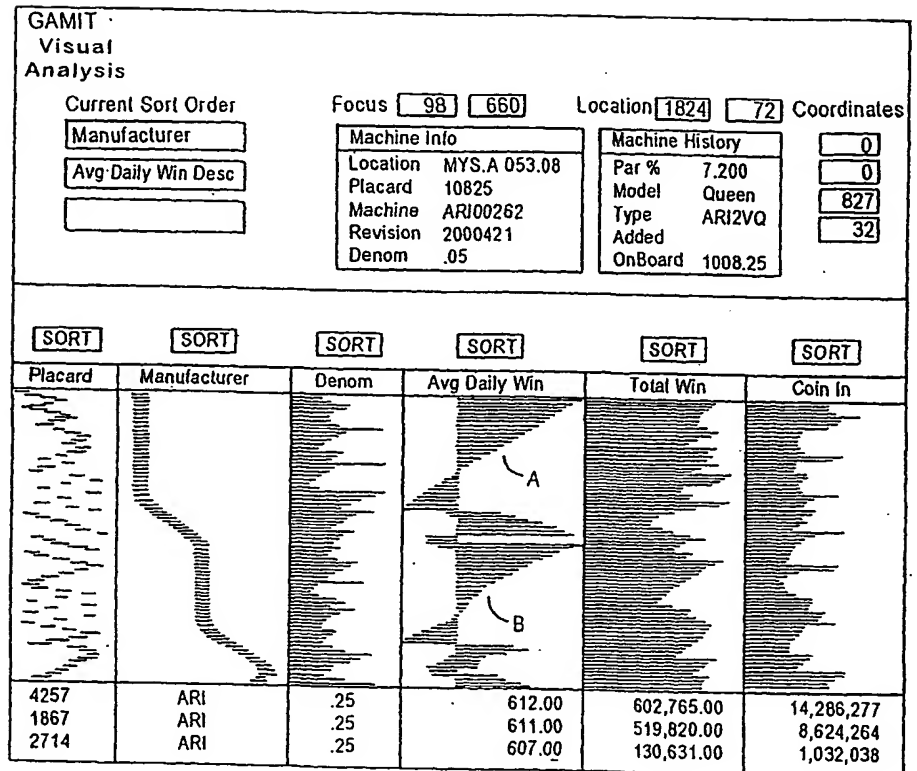 GAMIT
Visual
Analysis
Current Sort Order
Manufacturer
Avg Daily Win Desc
Focus 98 660
Location 1824 72 Coordinates
0
0
827
32
Machine Info
Location MYS.A 053.08
Placard 10825
Machine ARI00262
Revision 2000421
Denom .05
Machine History
Par % 7.200
Model Queen
Type ARI2VQ
Added
OnBoard 1008.25
SORT SORT SORT SORT SORT SORT
Placard Manufacturer Denom Avg Daily Win Total Win Coin In
A
B
4257 ARI .25 612.00 602,765.00 14,286,277
1867 ARI .25 611.00 519,820.00 8,624,264
2714 ARI .25 607.00 130,631.00 1,032,038